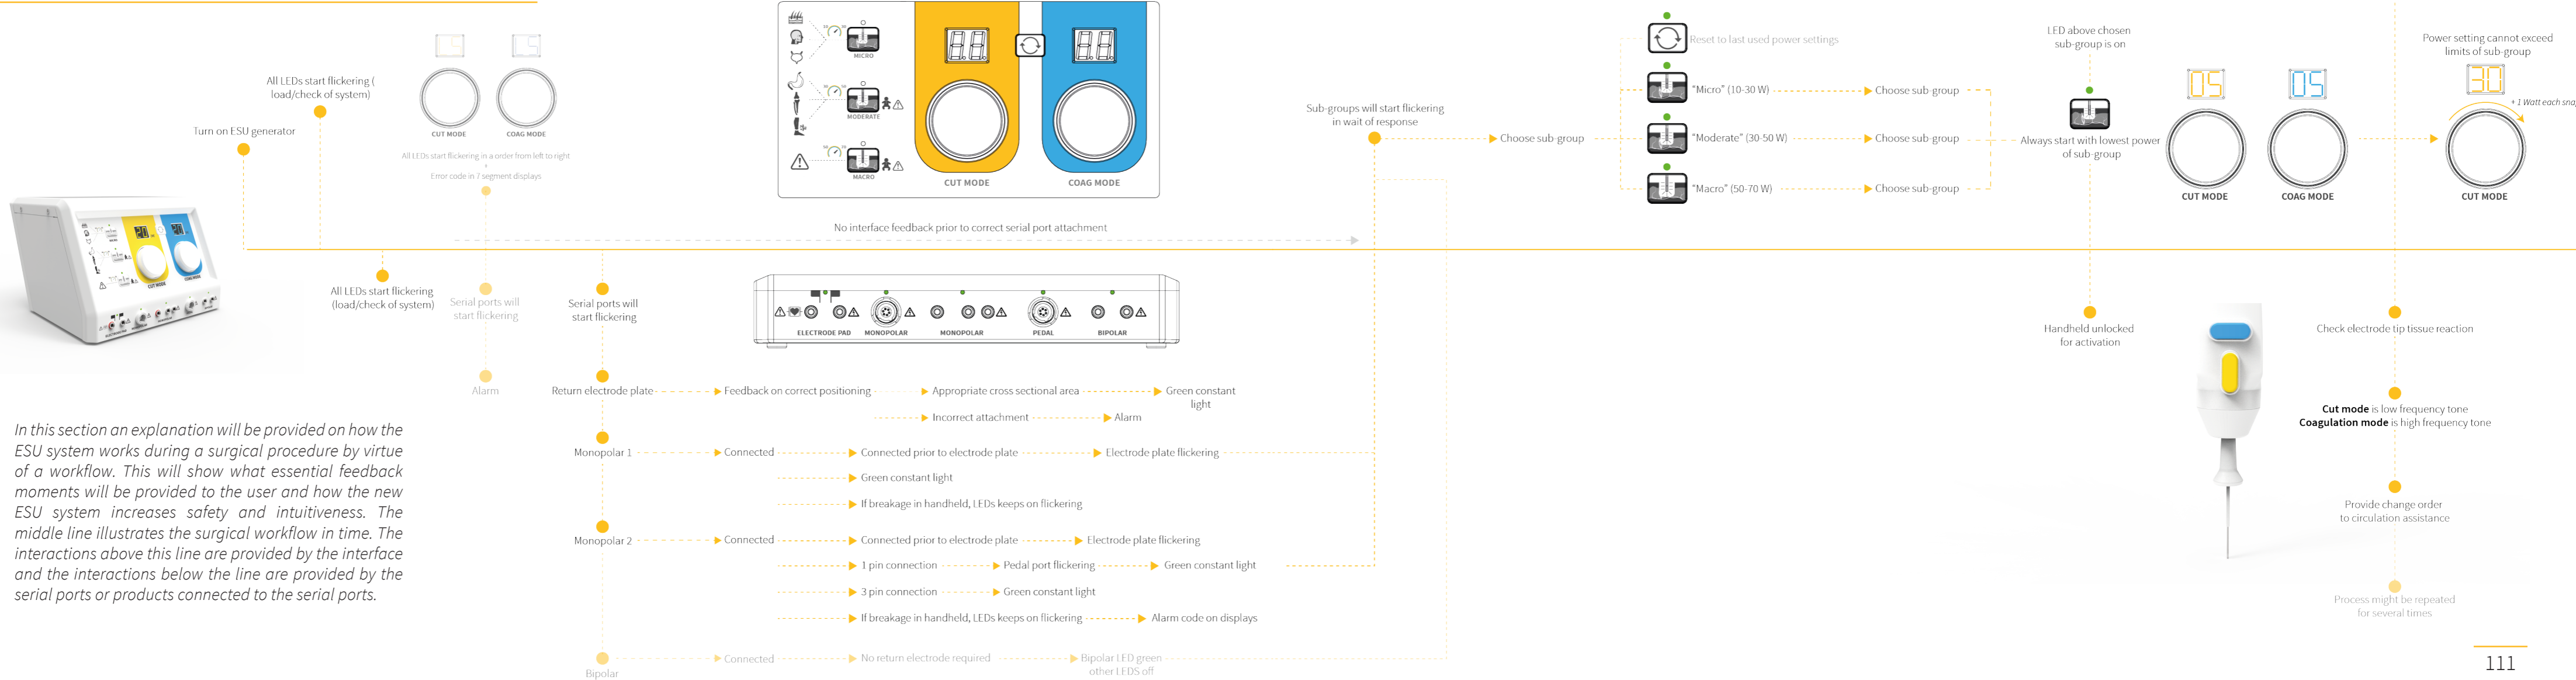 Turn on ESU generator
All LEDs start flickering (
load/check of system)
CUT MODE
COAG MODE
All LEDs start flickering in a order from left to right
+
Error code in 7 segment displays
MICRO
MODERATE
MACRO
CUT MODE
COAG MODE
No interface feedback prior to correct serial port attachment
Sub-groups will start flickering
in wait of response
Choose sub-group
Reset to last used power settings
"Micro" (10-30 W)
Choose sub-group
"Moderate" (30-50 W)
Choose sub-group
"Macro" (50-70 W)
Choose sub-group
LED above chosen
sub-group is on
Always start with lowest power
of sub-group
05
05
CUT MODE
COAG MODE
Power setting cannot exceed
limits of sub-group
30
+ 1 Watt each
CUT MODE
All LEDs start flickering
(load/check of system)
Serial ports will
start flickering
Alarm
Serial ports will
start flickering
ELECTRODE PAD
MONOPOLAR
MONOPOLAR
PEDAL
BIPOLAR
Return electrode plate
Feedback on correct positioning
Appropriate cross sectional area
Green constant
light
Incorrect attachment
Alarm
Monopolar 1
Connected
Connected prior to electrode plate
Electrode plate flickering
Green constant light
If breakage in handheld, LEDs keeps on flickering
Monopolar 2
Connected
Connected prior to electrode plate
Electrode plate flickering
1 pin connection
Pedal port flickering
Green constant light
3 pin connection
Green constant light
If breakage in handheld, LEDs keeps on flickering
Alarm code on displays
Bipolar
Connected
No return electrode required
Bipolar LED green
other LEDS off
Handheld unlocked
for activation
Check electrode tip tissue reaction
Cut mode is low frequency tone
Coagulation mode is high frequency tone
Provide change order
to circulation assistance
Process might be repeated
for several times
In this section an explanation will be provided on how the
ESU system works during a surgical procedure by virtue
of a workflow. This will show what essential feedback
moments will be provided to the user and how the new
ESU system increases safety and intuitiveness. The
middle line illustrates the surgical workflow in time. The
interactions above this line are provided by the interface
and the interactions below the line are provided by the
serial ports or products connected to the serial ports.
111